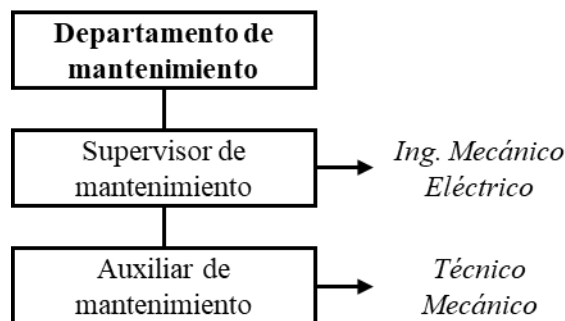 Departamento de
mantenimiento
Supervisor de
mantenimiento
Ing. Mecánico
Eléctrico
Auxiliar de
mantenimiento
Técnico
Mecánico